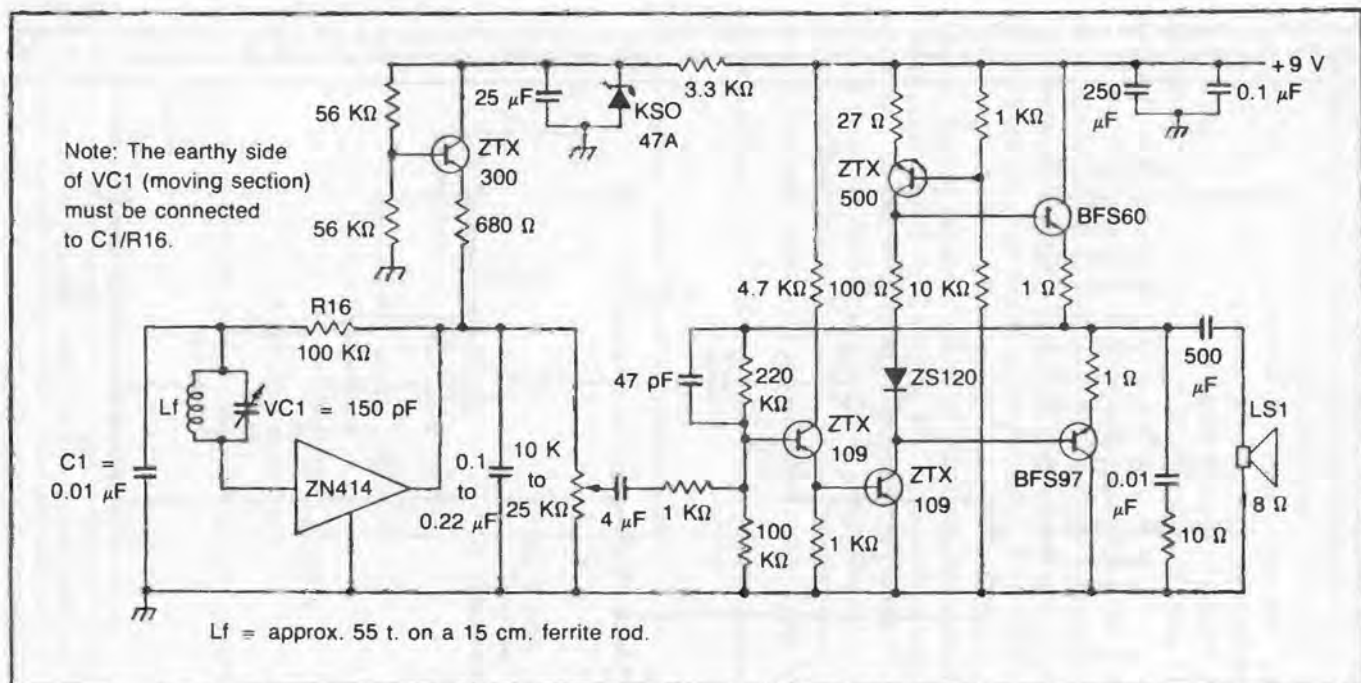 +9 V
3.3 KΩ
25 μF
KSO
47A
56 KΩ
27 Ω
1 KΩ
250
μF
0.1
μF
Note: The earthy side
of VC1 (moving section)
must be connected
to C1/R16.
ZTX
300
ZTX
500
BFS60
56 KΩ
680 Ω
4.7 KΩ
100 Ω
10 KΩ
1 Ω
R16
100 KΩ
47 pF
220
KΩ
ZS120
1 Ω
500
μF
LS1
Lf
VC1 = 150 pF
ZTX
109
C1 =
0.01 μF
ZN414
0.1
to
0.22 μF
10 K
to
25 KΩ
4 μF
1 KΩ
ZTX
109
BFS97
0.01
μF
8 Ω
100
KΩ
1 KΩ
10 Ω
Lf = approx. 55 t. on a 15 cm. ferrite rod.